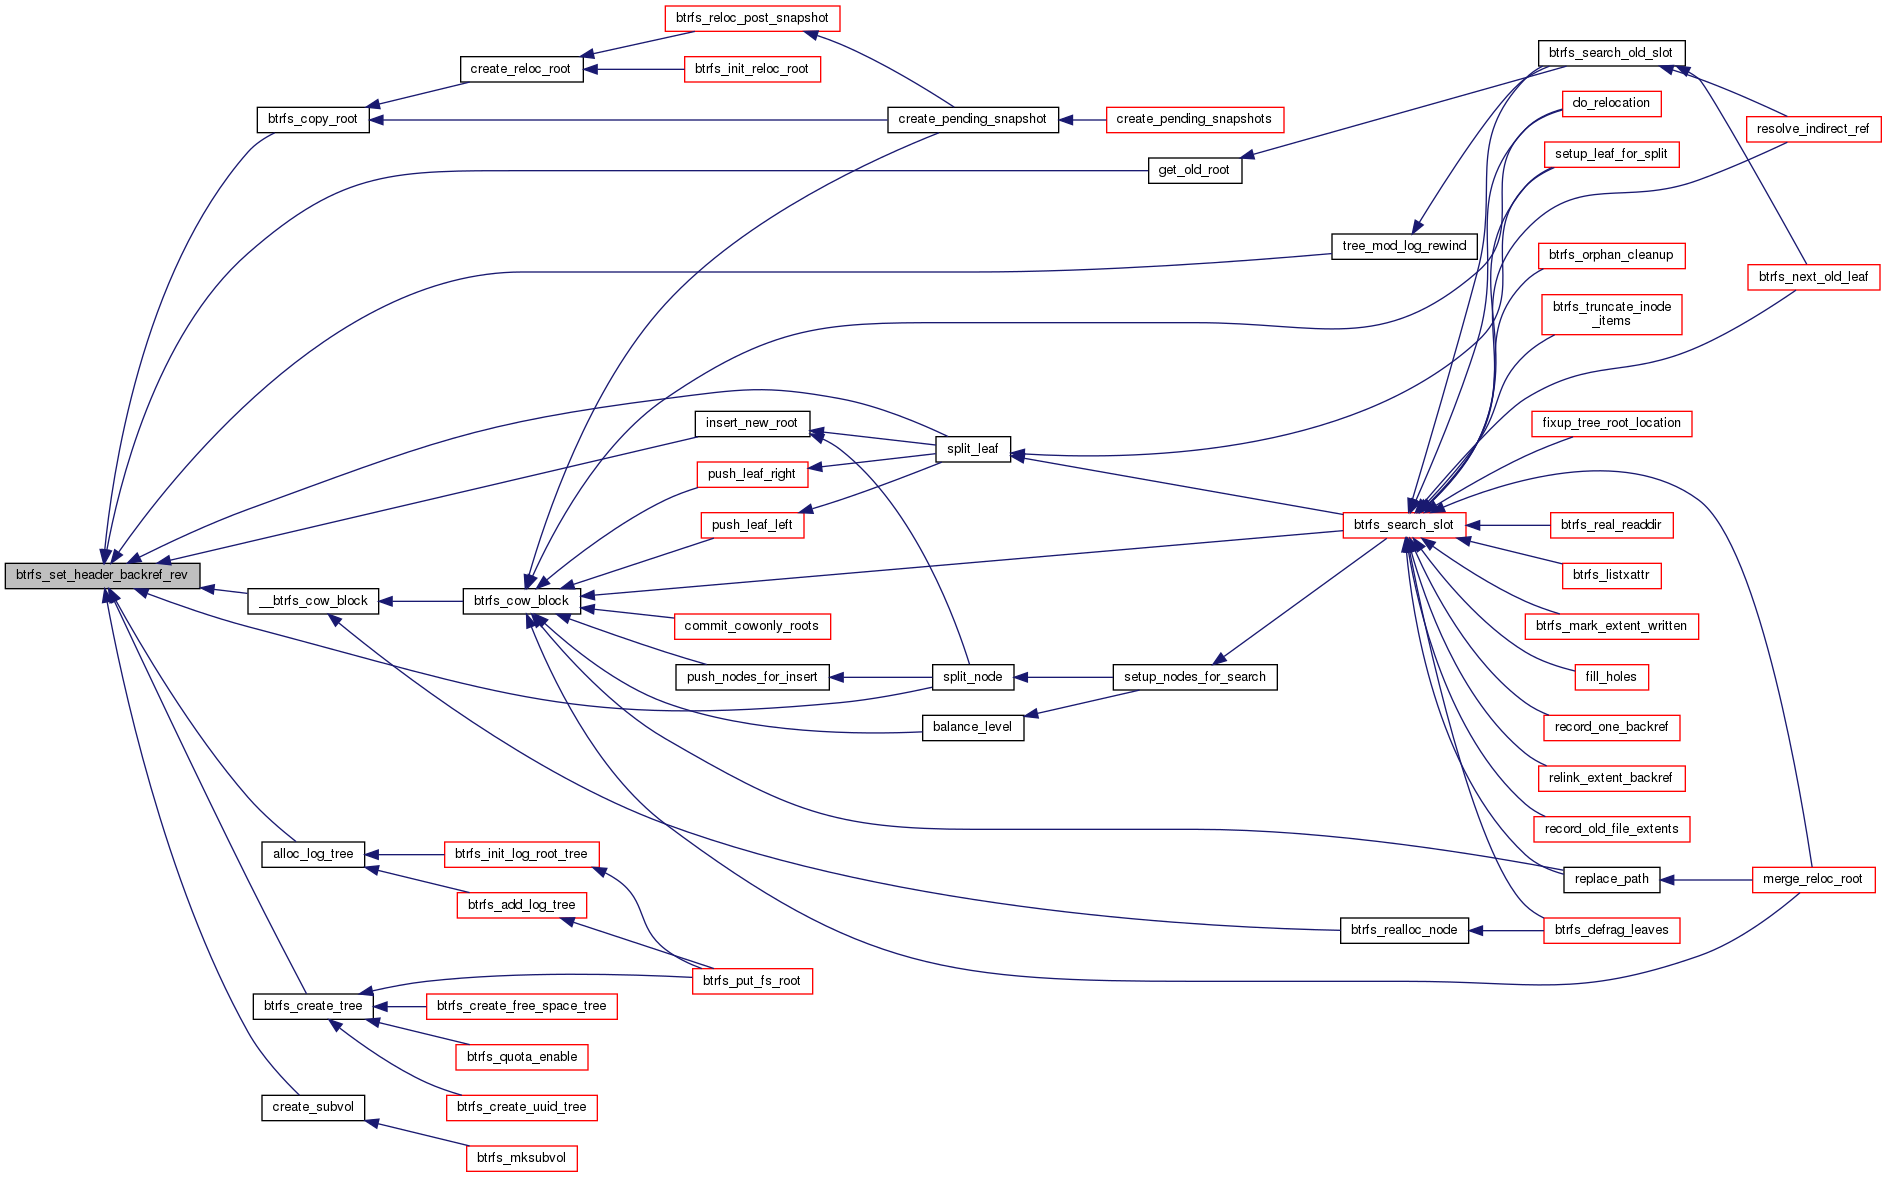 btrfs_reloc_post_snapshot
btrfs_search_old_slot
create_reloc_root
btrfs_init_reloc_root
do_relocation
btrfs_copy_root
create_pending_snapshot
create_pending_snapshots
resolve_indirect_ref
setup_leaf_for_split
get_old_root
tree_mod_log_rewind
btrfs_orphan_cleanup
btrfs_next_old_leaf
btrfs_truncate_inode
_items
insert_new_root
fixup_tree_root_location
split_leaf
push_leaf_right
push_leaf_left
btrfs_search_slot
btrfs_real_readdir
btrfs_set_header_backref_rev
btrfs_listxattr
__btrfs_cow_block
btrfs_cow_block
commit_cowonly_roots
btrfs_mark_extent_written
push_nodes_for_insert
split_node
setup_nodes_for_search
fill_holes
balance_level
record_one_backref
relink_extent_backref
record_old_file_extents
alloc_log_tree
btrfs_init_log_root_tree
replace_path
merge_reloc_root
btrfs_add_log_tree
btrfs_realloc_node
btrfs_defrag_leaves
btrfs_put_fs_root
btrfs_create_tree
btrfs_create_free_space_tree
btrfs_quota_enable
create_subvol
btrfs_create_uuid_tree
btrfs_mksubvol